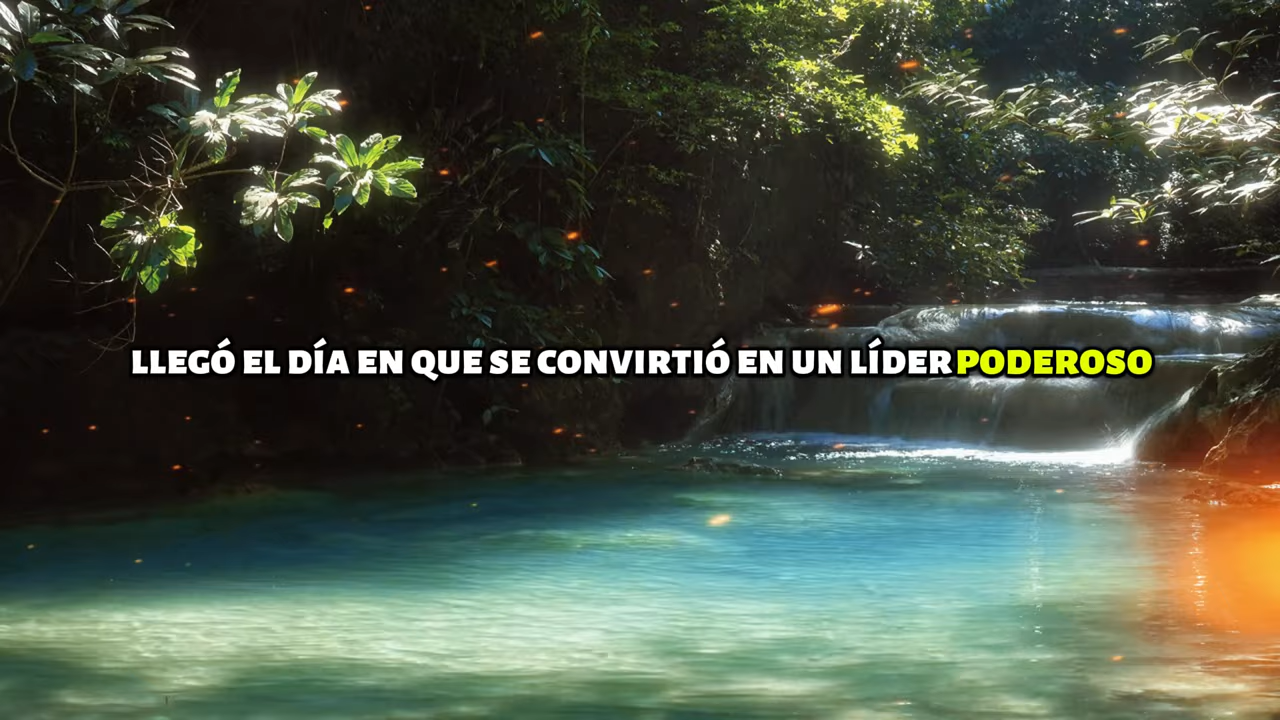 LLEGÓ EL DÍA EN QUE SE CONVIRTIÓ EN UN LÍDER PODEROSO